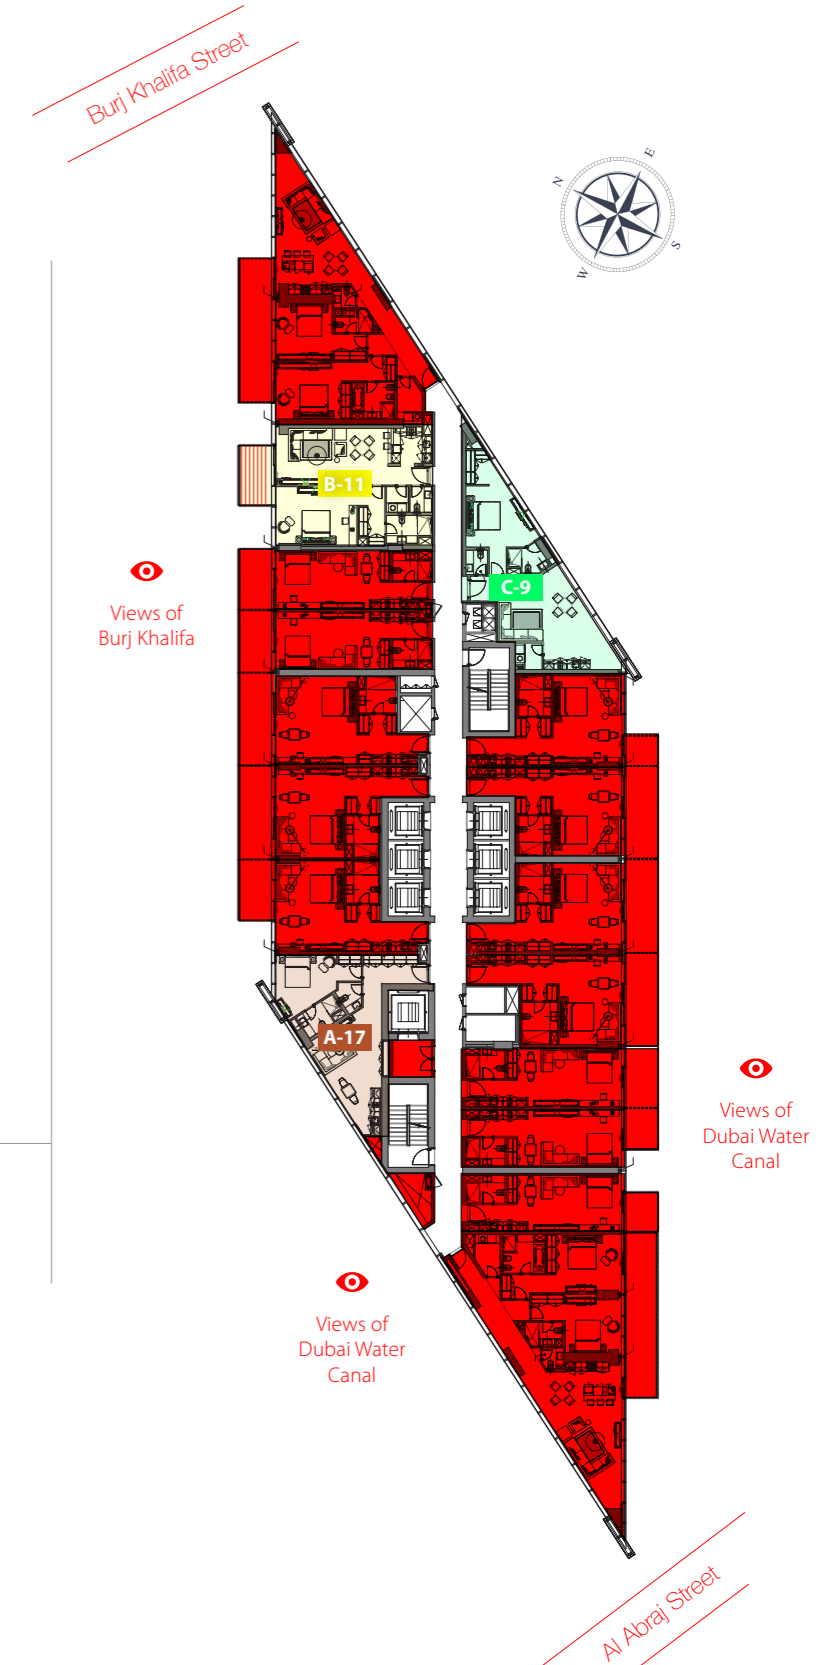 Burj Khalifa Street
E
N
S
W
B-11
Views of
Burj Khalifa
C-9
A-17
Views of
Dubai Water
Canal
Views of
Dubai Water
Canal
Al Abraj Street